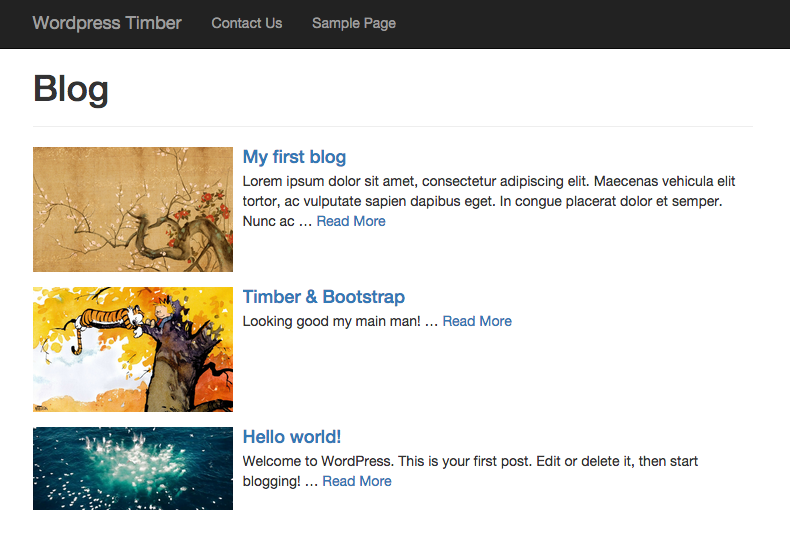 Wordpress Timber Contact Us Sample Page
Blog
My first blog
Lorem ipsum dolor sit amet, consectetur adipiscing elit. Maecenas vehicula elit
tortor, ac vulputate sapien dapibus eget. In congue placerat dolor et semper.
Nunc ac … Read More
Timber & Bootstrap
Looking good my main man! … Read More
Hello world!
Welcome to WordPress. This is your first post. Edit or delete it, then start
blogging! … Read More